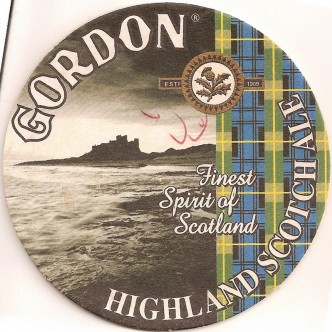 GORDON®
ESTD 1909
Finest
Spirit of
Scotland
HIGHLAND SCOTCH ALE